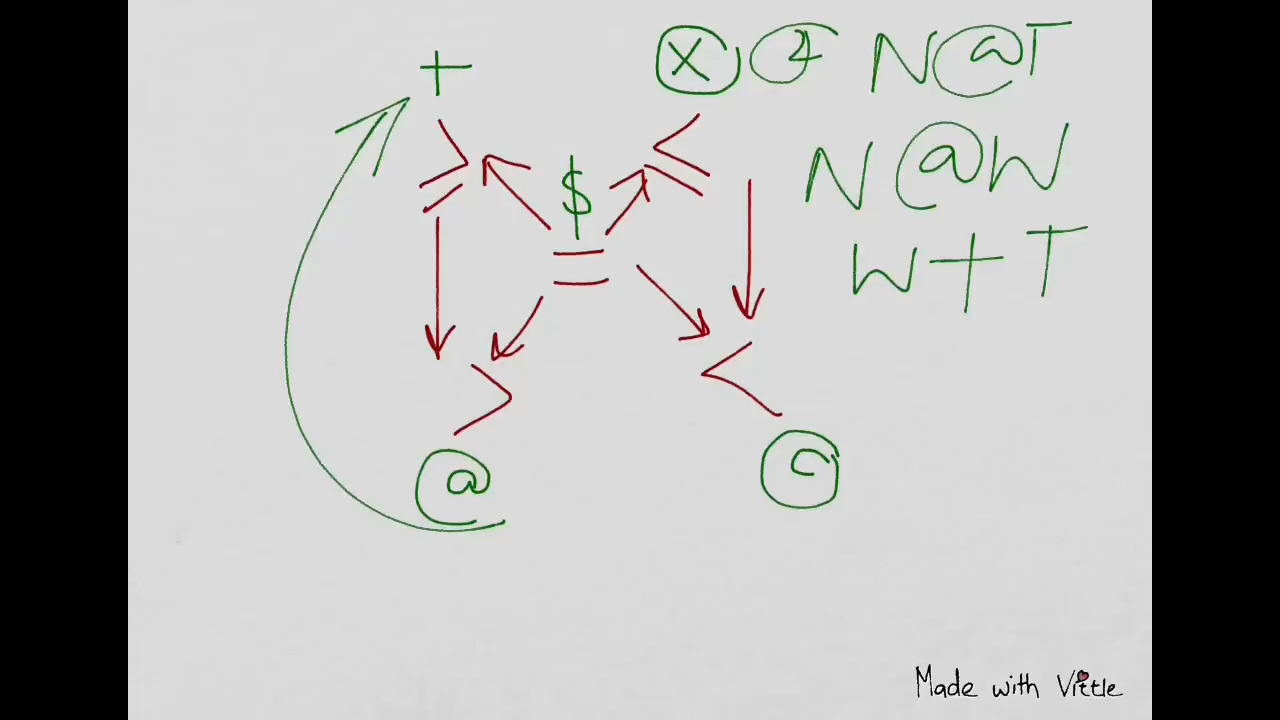 + Ⓧ N@T
≥ $ ≤ N@W
= W+T
> <
@ ©
Made with Vittle